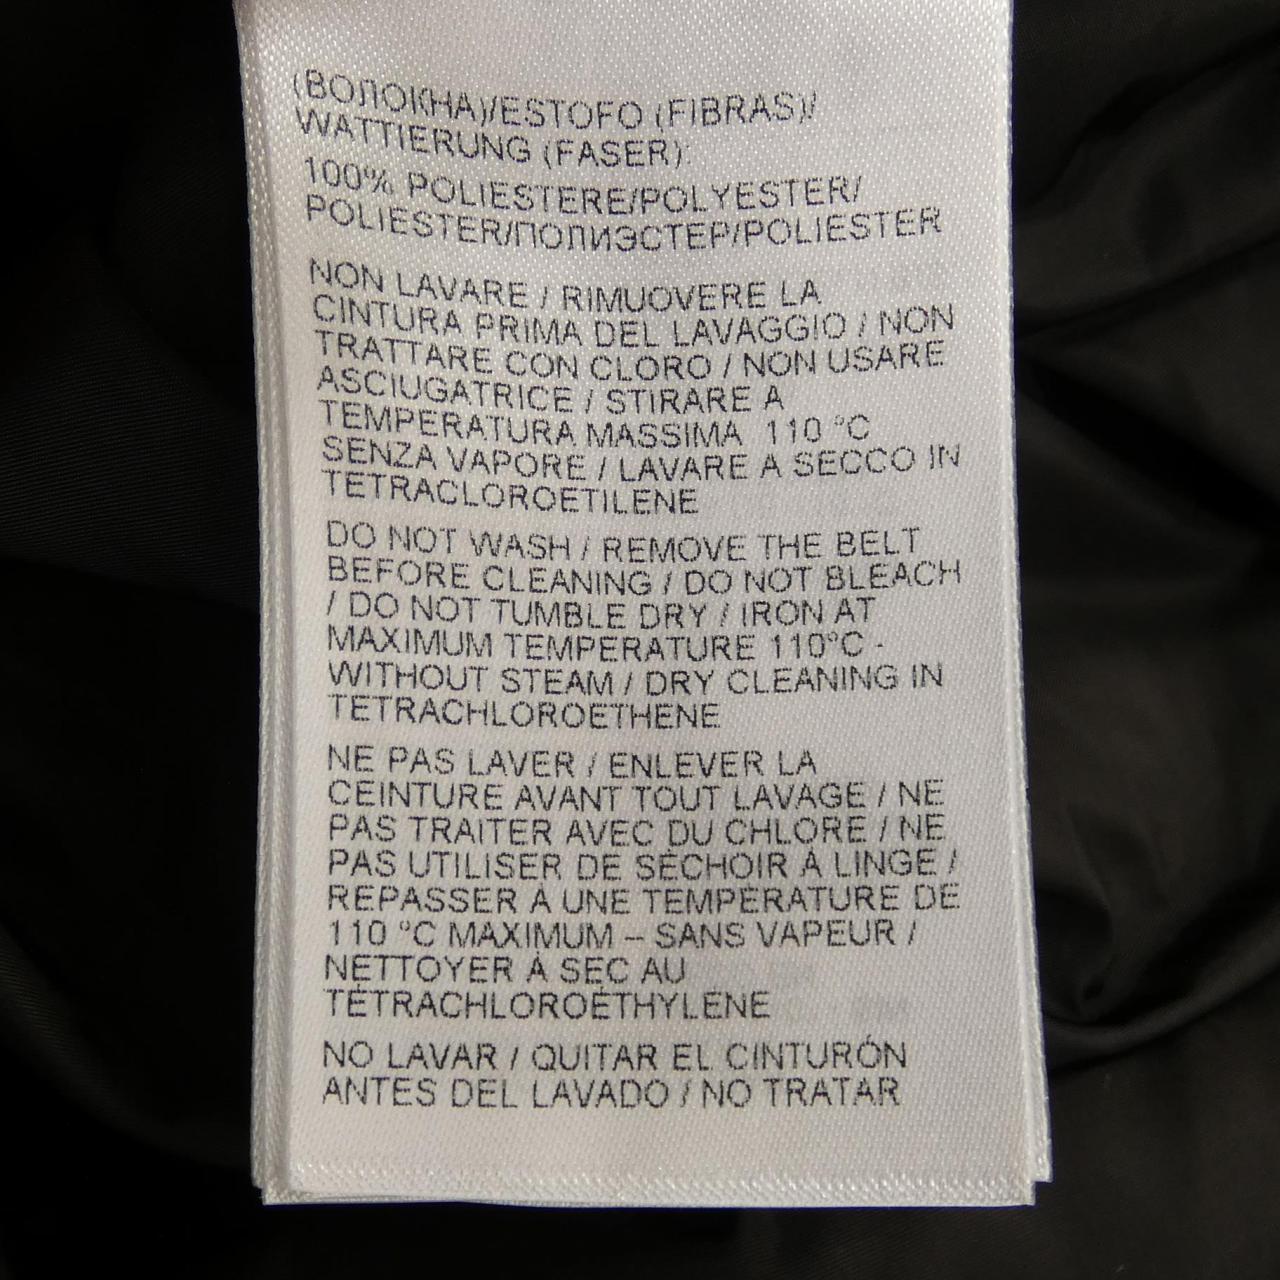 (ВОЛОКНА)/ESTOFO (FIBRAS)/
WATTIERUNG (FASER):
100% POLIESTERE/POLYESTER/
POLIESTER/ПОЛИЭСТЕР/POLIESTER
NON LAVARE / RIMUOVERE LA
CINTURA PRIMA DEL LAVAGGIO / NON
TRATTARE CON CLORO / NON USARE
ASCIUGATRICE / STIRARE A
TEMPERATURA MASSIMA 110 °C
SENZA VAPORE / LAVARE A SECCO IN
TETRACLOROETILENE
DO NOT WASH / REMOVE THE BELT
BEFORE CLEANING / DO NOT BLEACH
/ DO NOT TUMBLE DRY / IRON AT
MAXIMUM TEMPERATURE 110°C -
WITHOUT STEAM / DRY CLEANING IN
TETRACHLOROETHENE
NE PAS LAVER / ENLEVER LA
CEINTURE AVANT TOUT LAVAGE / NE
PAS TRAITER AVEC DU CHLORE / NE
PAS UTILISER DE SÉCHOIR À LINGE /
REPASSER À UNE TEMPÉRATURE DE
110 °C MAXIMUM – SANS VAPEUR /
NETTOYER À SEC AU
TÉTRACHLOROÉTHYLÈNE
NO LAVAR / QUITAR EL CINTURÓN
ANTES DEL LAVADO / NO TRATAR